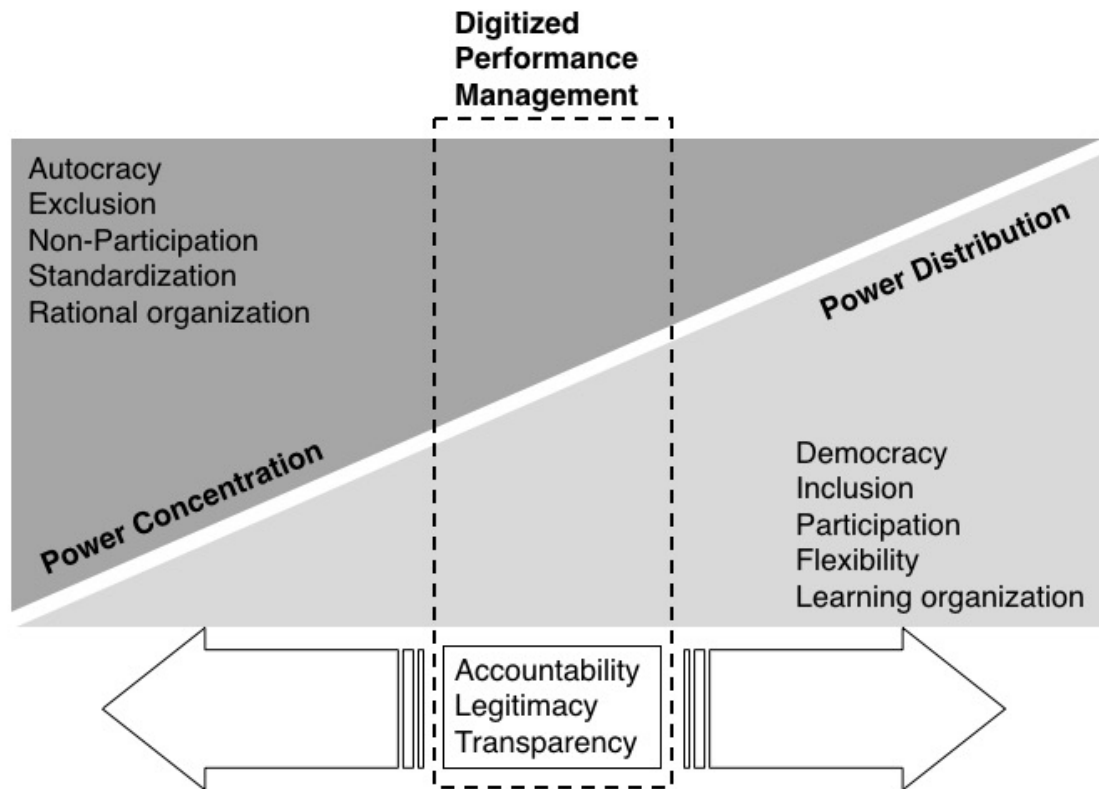 Digitized
Performance
Management
Autocracy
Exclusion
Non-Participation
Standardization
Rational organization
Power Distribution
Power Concentration
Democracy
Inclusion
Participation
Flexibility
Learning organization
Accountability
Legitimacy
Transparency